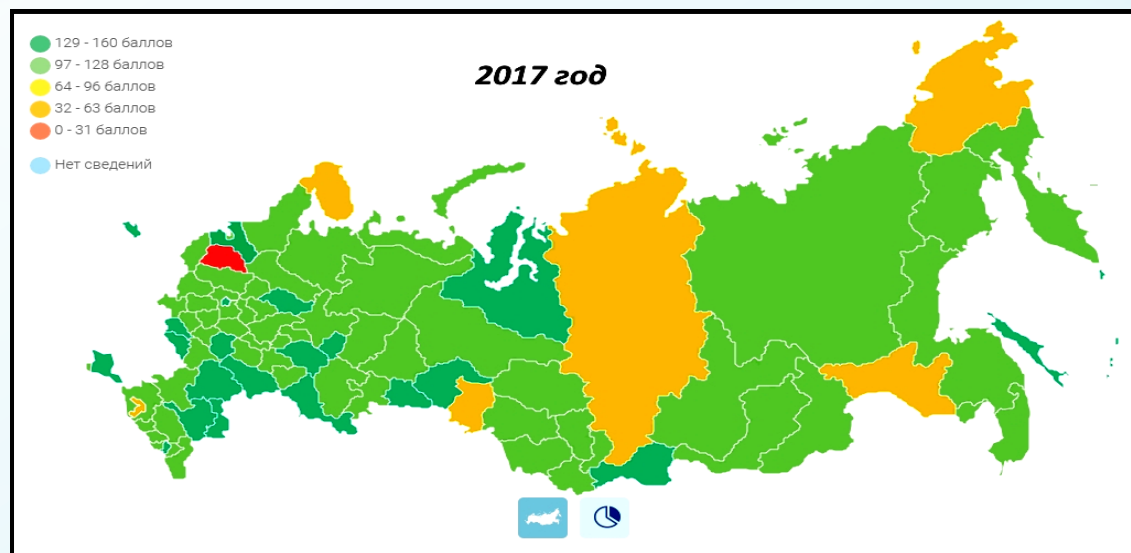 129 - 160 баллов
97 - 128 баллов
64 - 96 баллов
32 - 63 баллов
0 - 31 баллов
Нет сведений
2017 год